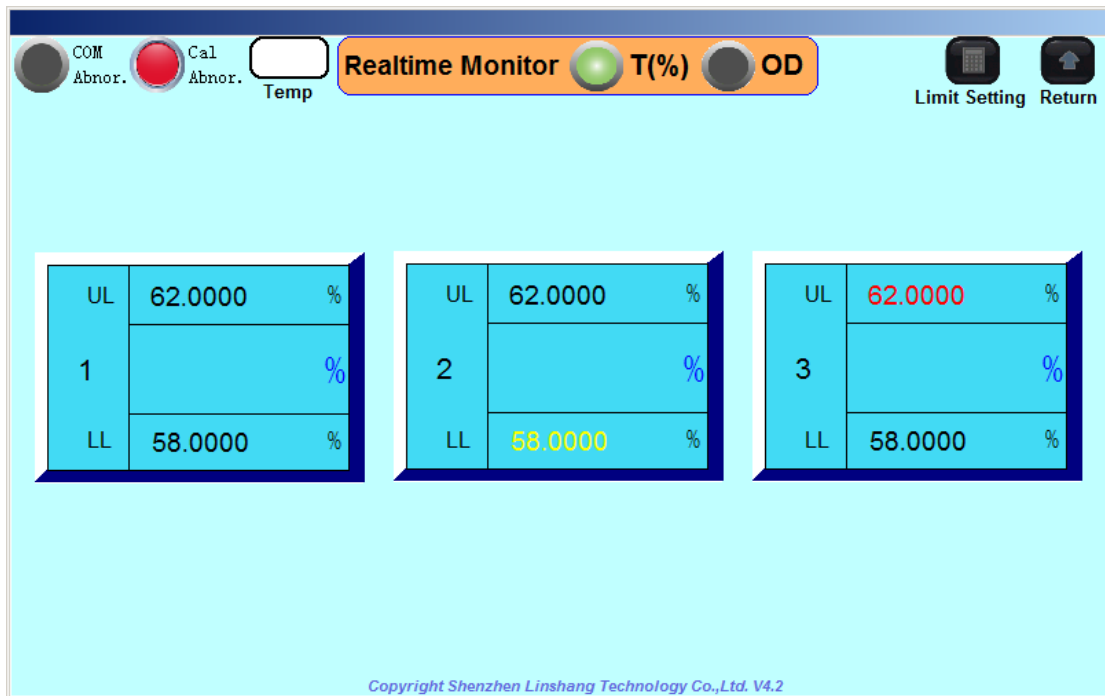 COM
Abnor.
Cal
Abnor.
Temp
Realtime Monitor T(%) OD
Limit Setting
Return
UL 62.0000 %
1 %
LL 58.0000 %
UL 62.0000 %
2 %
LL 58.0000 %
UL 62.0000 %
3 %
LL 58.0000 %
Copyright Shenzhen Linshang Technology Co.,Ltd. V4.2